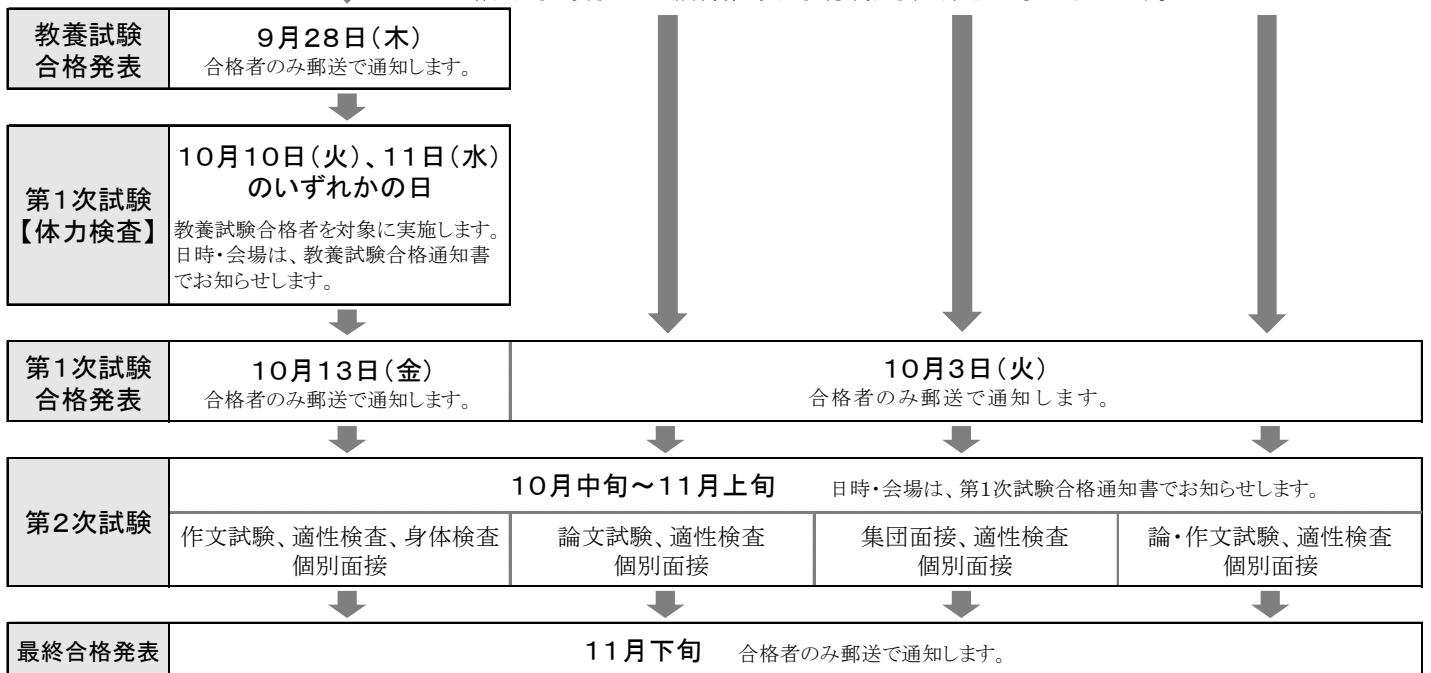 教養試験
合格発表
9月28日(木)
合格者のみ郵送で通知します。
第1次試験
【体力検査】
10月10日(火)、11日(水)
のいずれかの日
教養試験合格者を対象に実施します。
日時・会場は、教養試験合格通知書
でお知らせします。
第1次試験
合格発表
10月13日(金)
合格者のみ郵送で通知します。
10月3日(火)
合格者のみ郵送で通知します。
第2次試験
10月中旬～11月上旬 日時・会場は、第1次試験合格通知書でお知らせします。
作文試験、適性検査、身体検査
個別面接
論文試験、適性検査
個別面接
集団面接、適性検査
個別面接
論・作文試験、適性検査
個別面接
最終合格発表
11月下旬 合格者のみ郵送で通知します。